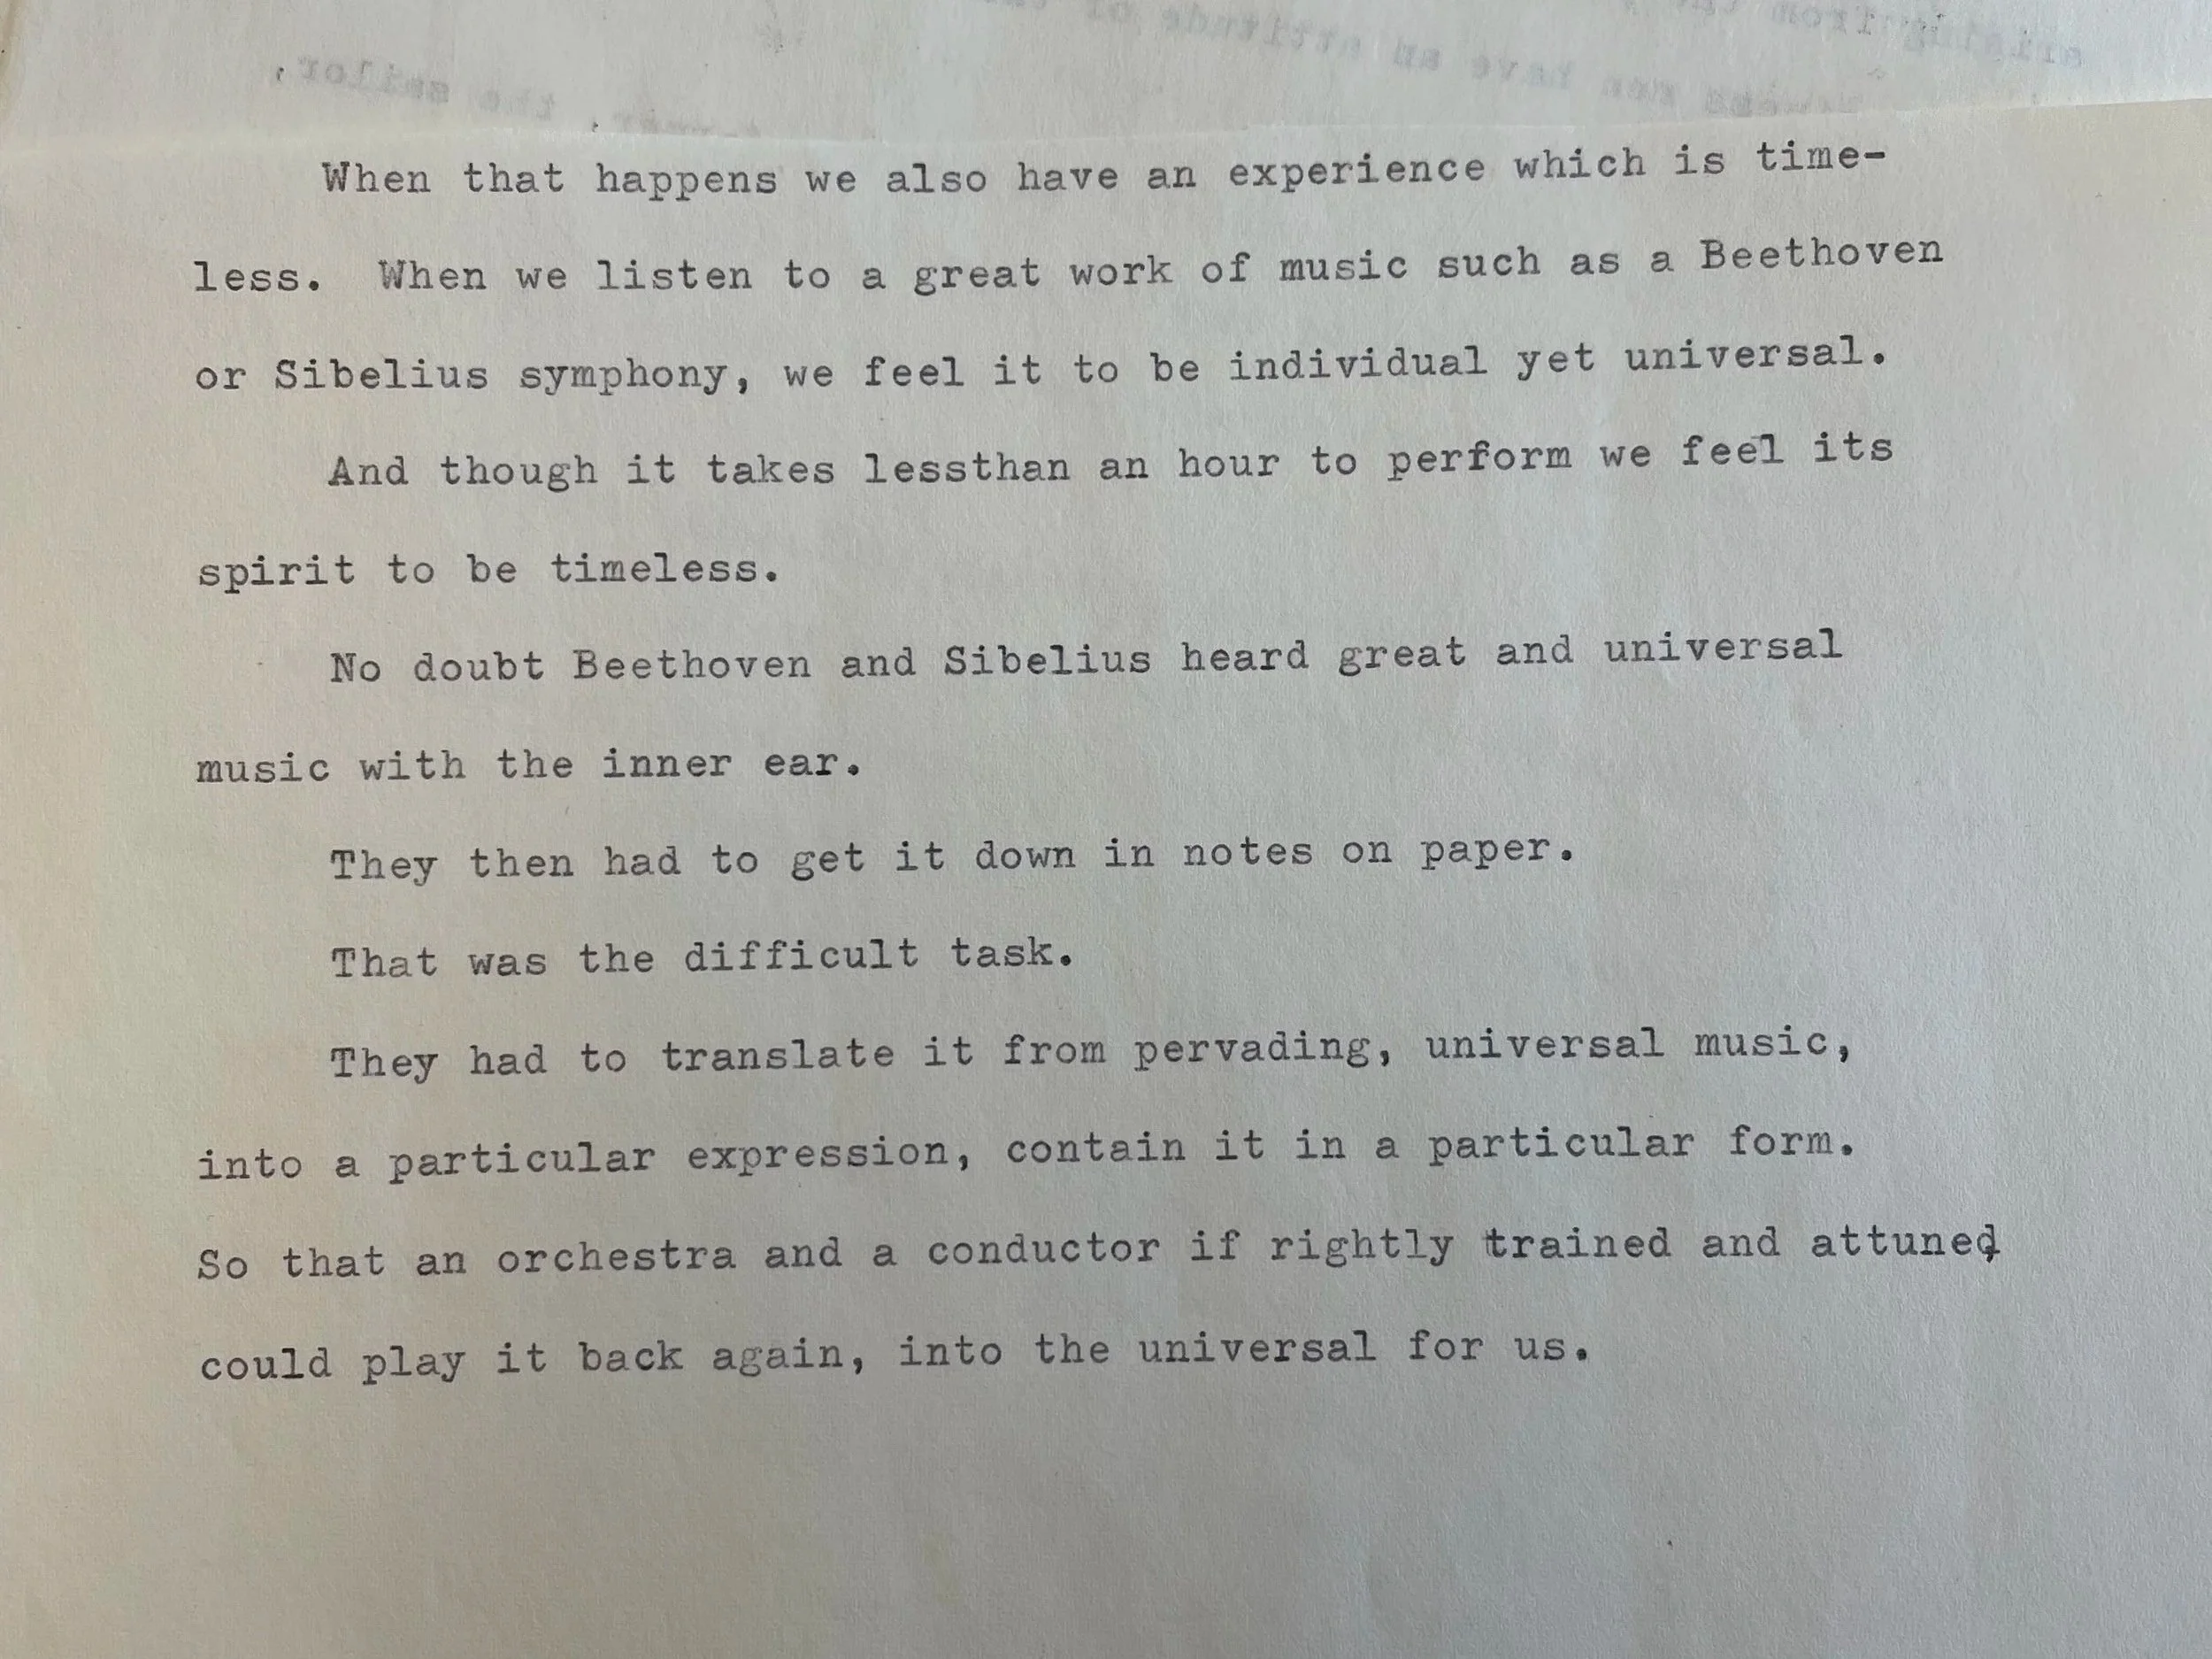 When that happens we also have an experience which is time-
less. When we listen to a great work of music such as a Beethoven
or Sibelius symphony, we feel it to be individual yet universal.
And though it takes lessthan an hour to perform we feel its
spirit to be timeless.
No doubt Beethoven and Sibelius heard great and universal
music with the inner ear.
They then had to get it down in notes on paper.
That was the difficult task.
They had to translate it from pervading, universal music,
into a particular expression, contain it in a particular form.
So that an orchestra and a conductor if rightly trained and attuned
could play it back again, into the universal for us.